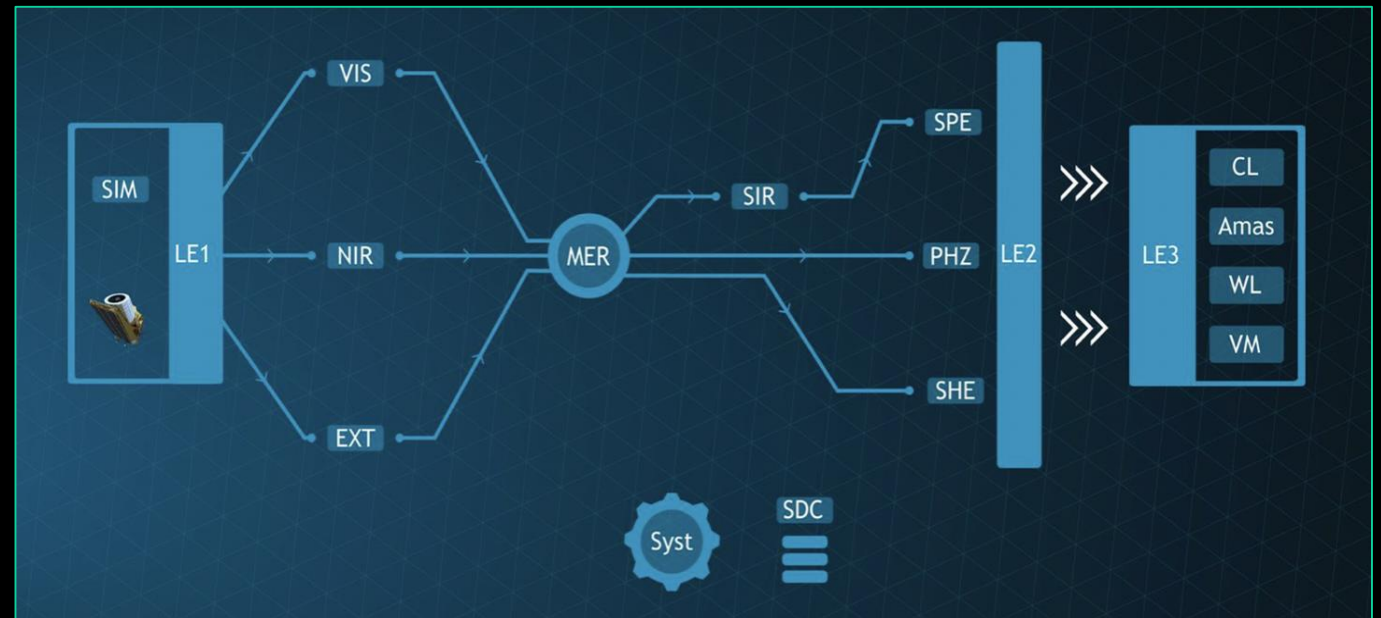 VIS
SPE
CL
SIM
SIR
Amas
LE1
NIR
MER
PHZ
LE2
LE3
WL
VM
SHE
EXT
SDC
Syst